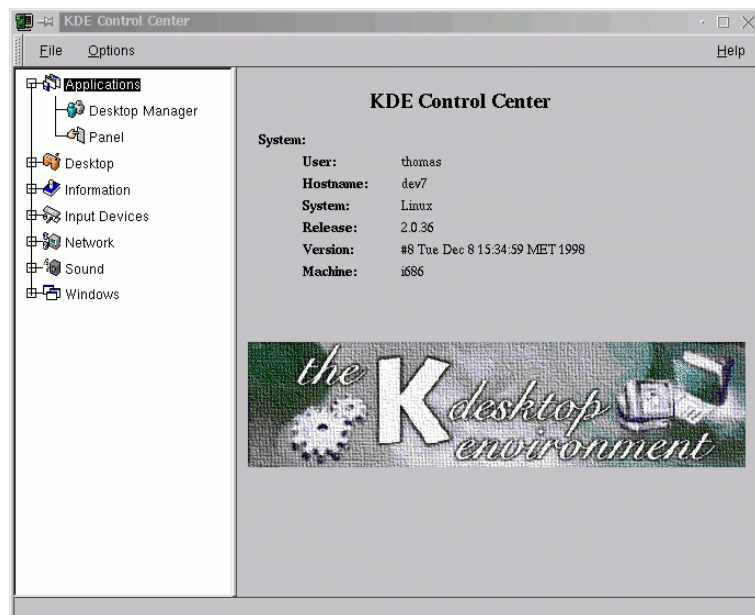 KDE Control Center
File Options Help
Applications
Desktop Manager
Panel
Desktop
Information
Input Devices
Network
Sound
Windows
KDE Control Center
System:
User: thomas
Hostname: dev7
System: Linux
Release: 2.0.36
Version: #8 Tue Dec 8 15:34:59 MET 1998
Machine: i686
the
K desktop
environment